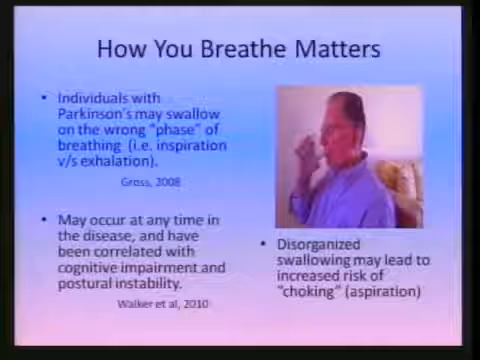 How You Breathe Matters
• Individuals with
Parkinson's may swallow
on the wrong "phase" of
breathing (i.e. inspiration
v/s exhalation).
Gross, 2008
• May occur at any time in
the disease, and have
been correlated with
cognitive impairment and
postural instability.
Walker et al, 2010
• Disorganized
swallowing may lead to
increased risk of
"choking" (aspiration)